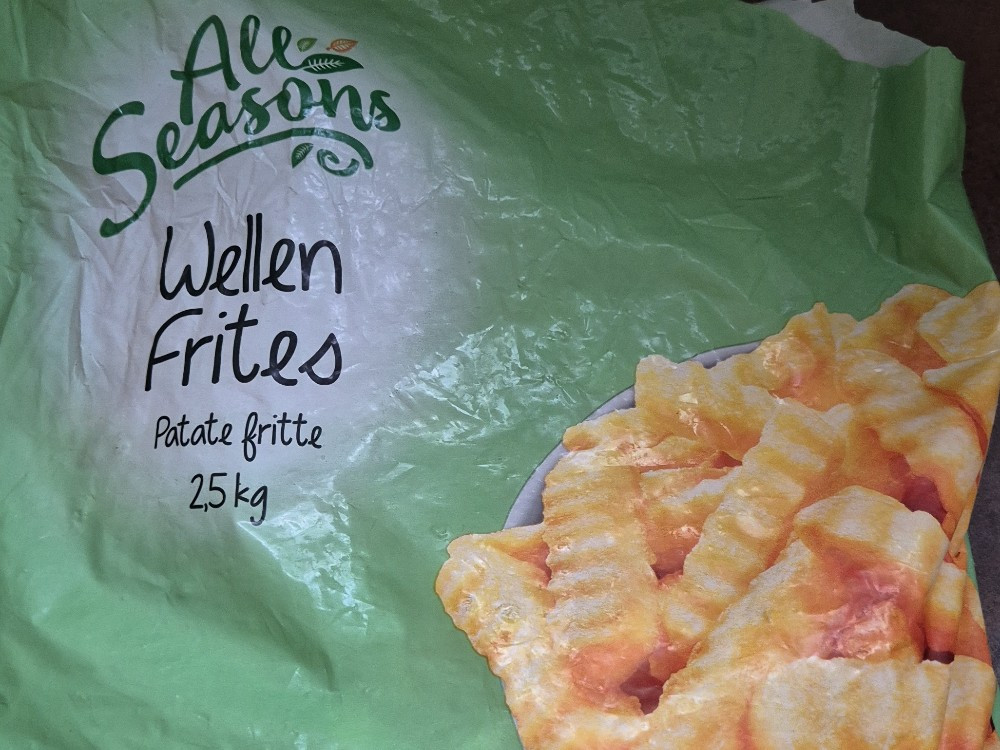 All
Seasons
Wellen
Frites
Patate fritte
2,5 kg